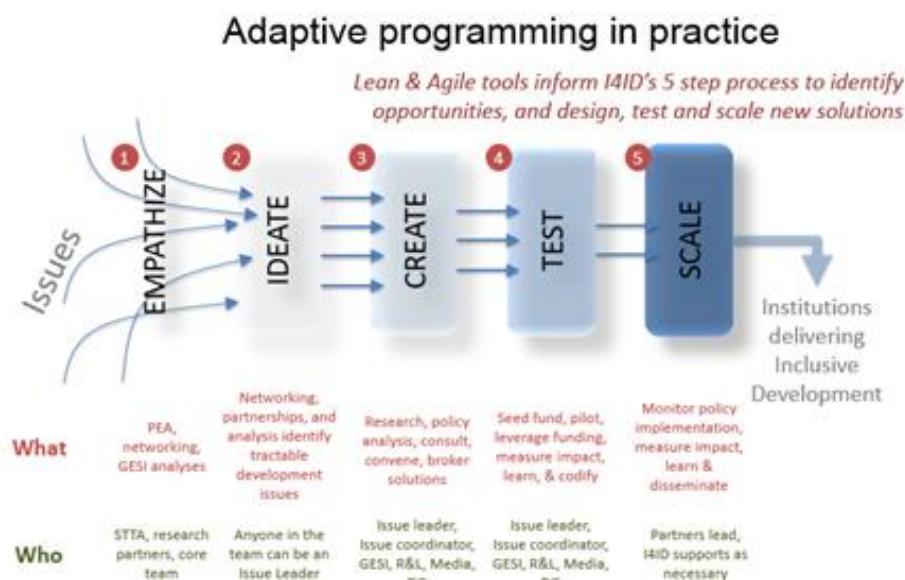 Adaptive programming in practice
Lean & Agile tools inform I4ID's 5 step process to identify
opportunities, and design, test and scale new solutions
1
2
3
4
5
Issues
EMPATHIZE
IDEATE
CREATE
TEST
SCALE
Institutions
delivering
Inclusive
Development
What
PEA,
networking,
GESI analyses
Networking,
partnerships, and
analysis identify
tractable
development
issues
Research, policy
analysis, consult,
convene, broker
solutions
Seed fund, pilot,
leverage funding,
measure impact,
learn, & codify
Monitor policy
implementation,
measure impact,
learn &
disseminate
Who
STTA, research
partners, core
team
Anyone in the
team can be an
Issue Leader
Issue leader,
Issue coordinator,
GESI, R&L, Media,
Issue leader,
Issue coordinator,
GESI, R&L, Media,
Partners lead,
I4ID supports as
necessary